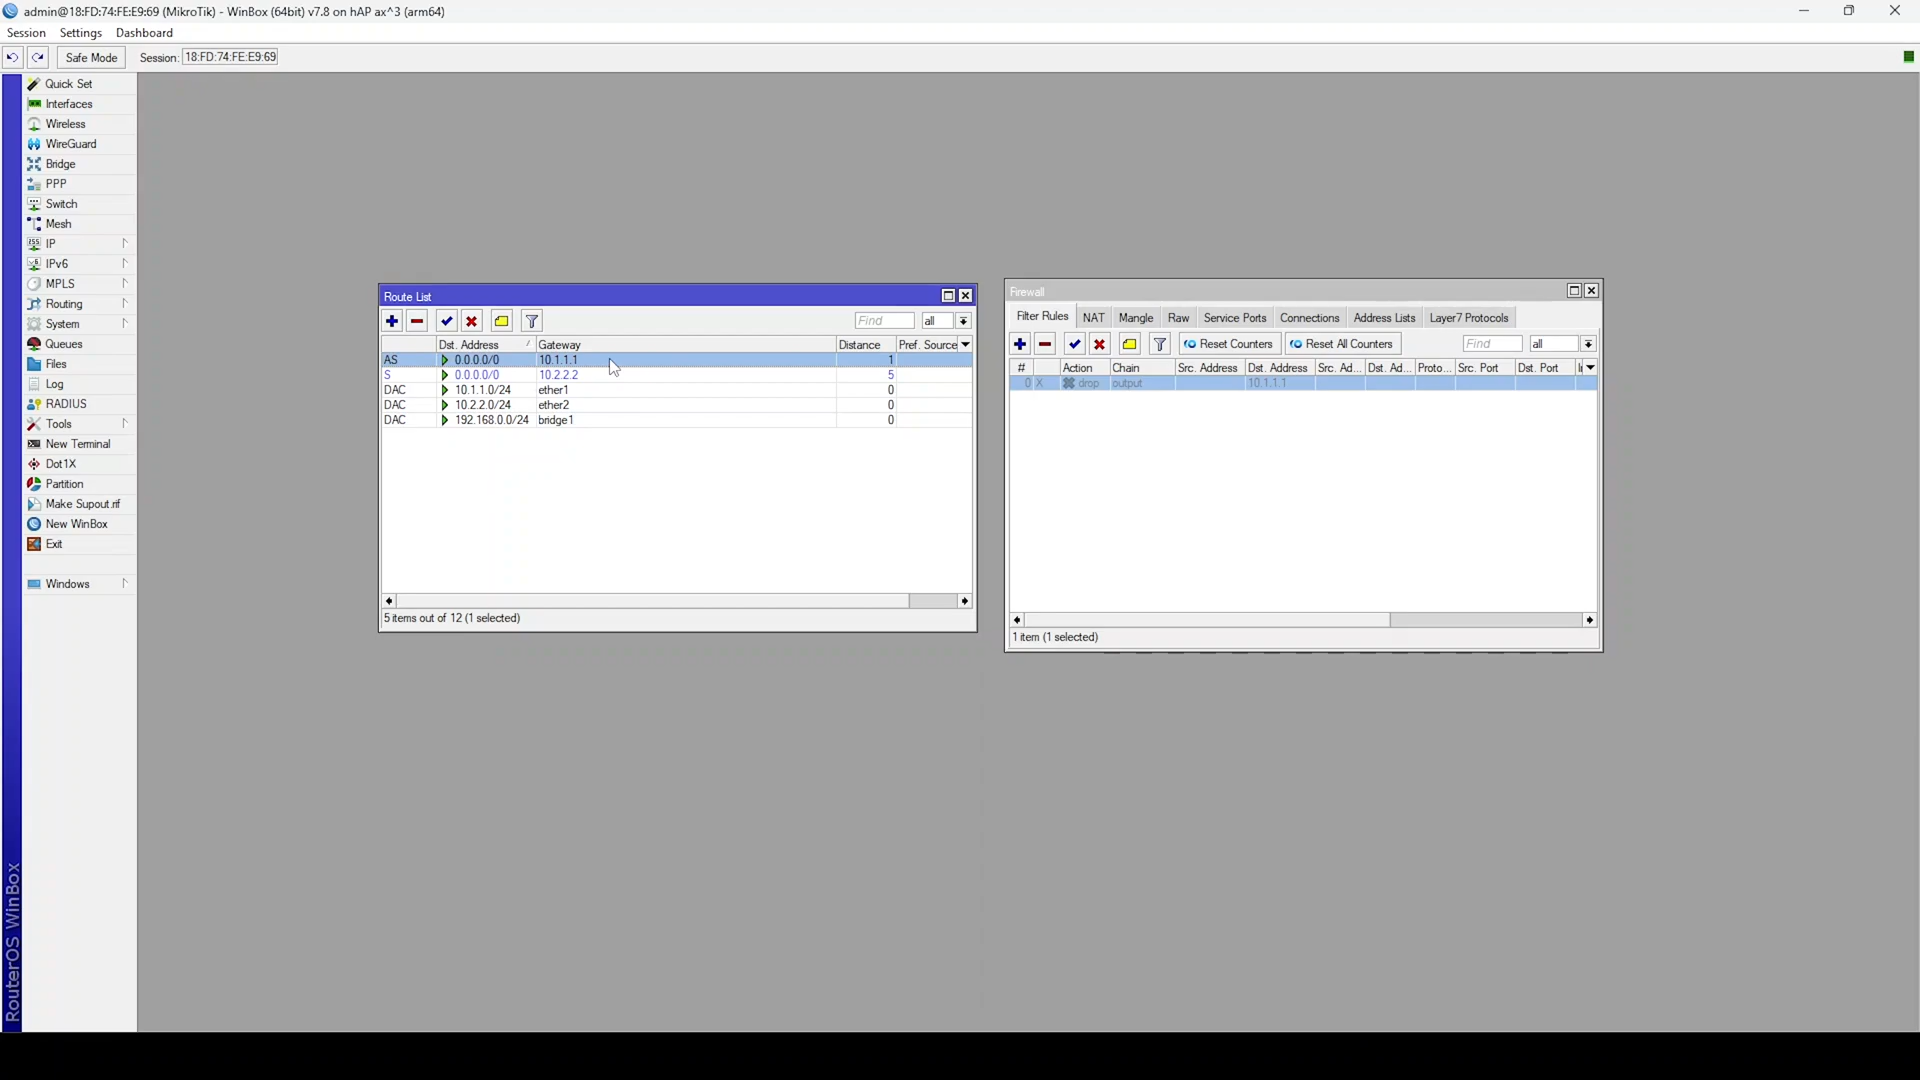 admin@18:FD:74:FE:E9:69 (MikroTik) - WinBox (64bit) v7.8 on hAP ax^3 (arm64)
Session Settings Dashboard
Safe Mode Session: 18:FD:74:FE:E9:69
Quick Set
Interfaces
Wireless
WireGuard
Bridge
PPP
Switch
Mesh
IP
IPv6
MPLS
Routing
System
Queues
Files
Log
RADIUS
Tools
New Terminal
Dot1X
Partition
Make Supout.rif
New WinBox
Exit
Windows
RouterOS WinBox
Route List
Find all
Dst. Address / Gateway Distance Pref. Source
AS 0.0.0.0/0 10.1.1.1 1
S 0.0.0.0/0 10.2.2.2 5
DAC 10.1.1.0/24 ether1 0
DAC 10.2.2.0/24 ether2 0
DAC 192.168.0.0/24 bridge1 0
5 items out of 12 (1 selected)
Firewall
Filter Rules NAT Mangle Raw Service Ports Connections Address Lists Layer7 Protocols
Reset Counters Reset All Counters Find all
# Action Chain Src. Address Dst. Address Src. Ad... Dst. Ad... Proto... Src. Port Dst. Port
0 X drop output 10.1.1.1
1 item (1 selected)